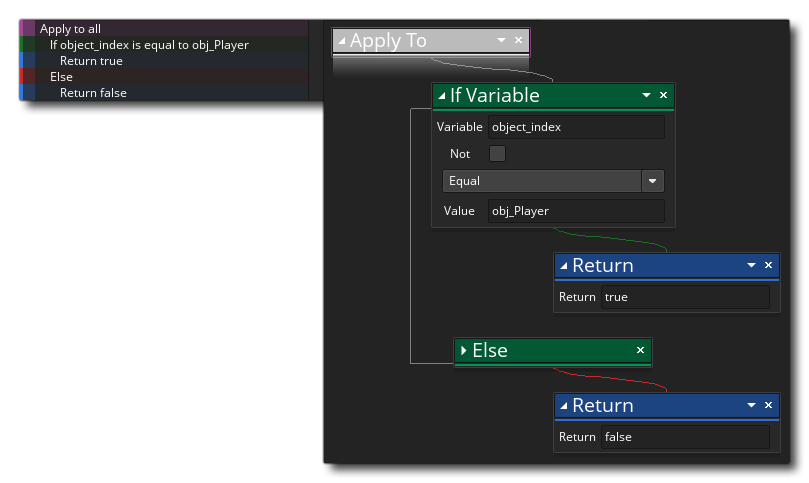 Apply to all
If object_index is equal to obj_Player
Return true
Else
Return false
Apply To
If Variable
Variable object_index
Not
Equal
Value obj_Player
Return
Return true
Else
Return
Return false